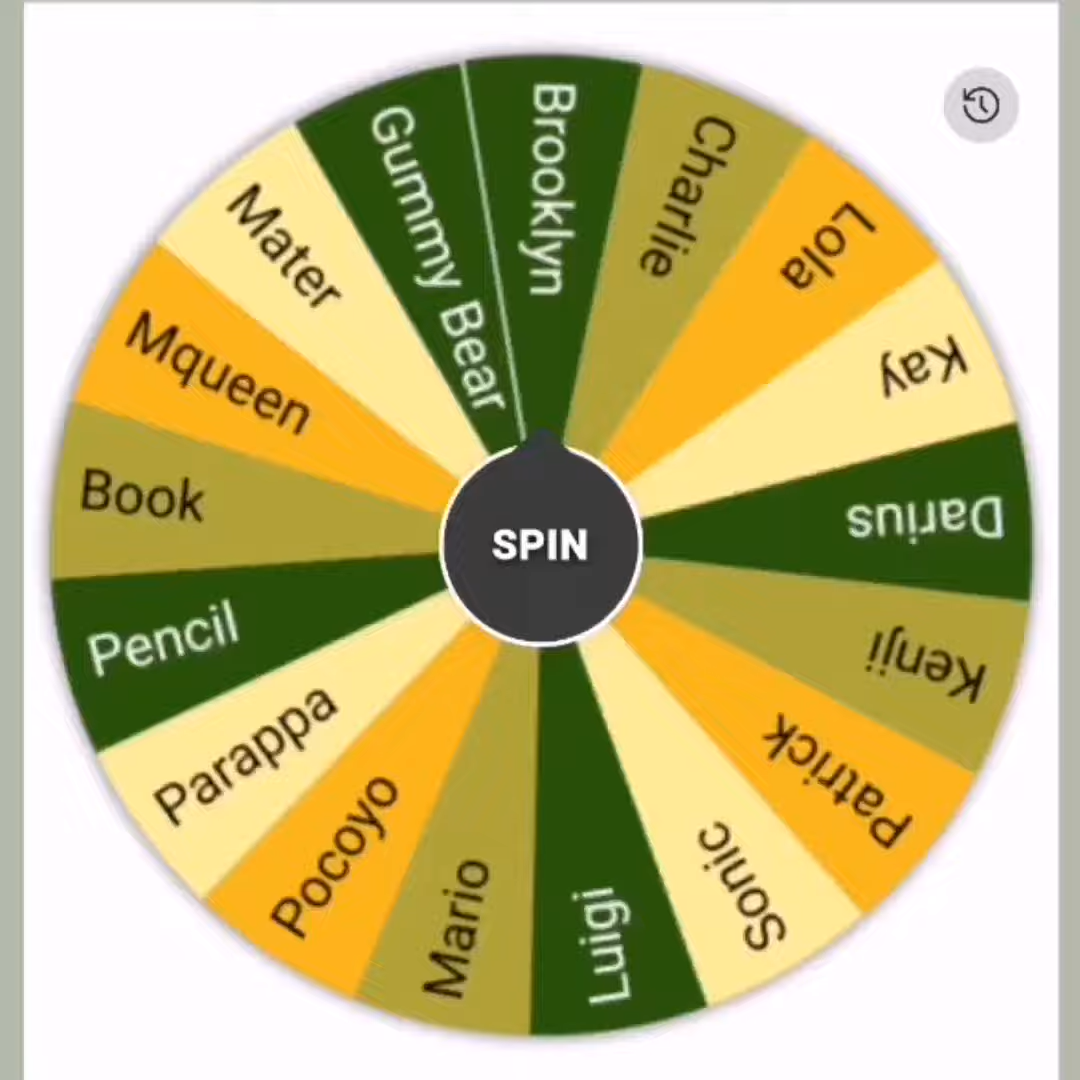 Brooklyn
Charlie
Lola
Kay
Darius
Kenji
Patrick
Sonic
Luigi
Mario
Pocoyo
Parappa
Pencil
Book
Mqueen
Mater
Gummy Bear
SPIN